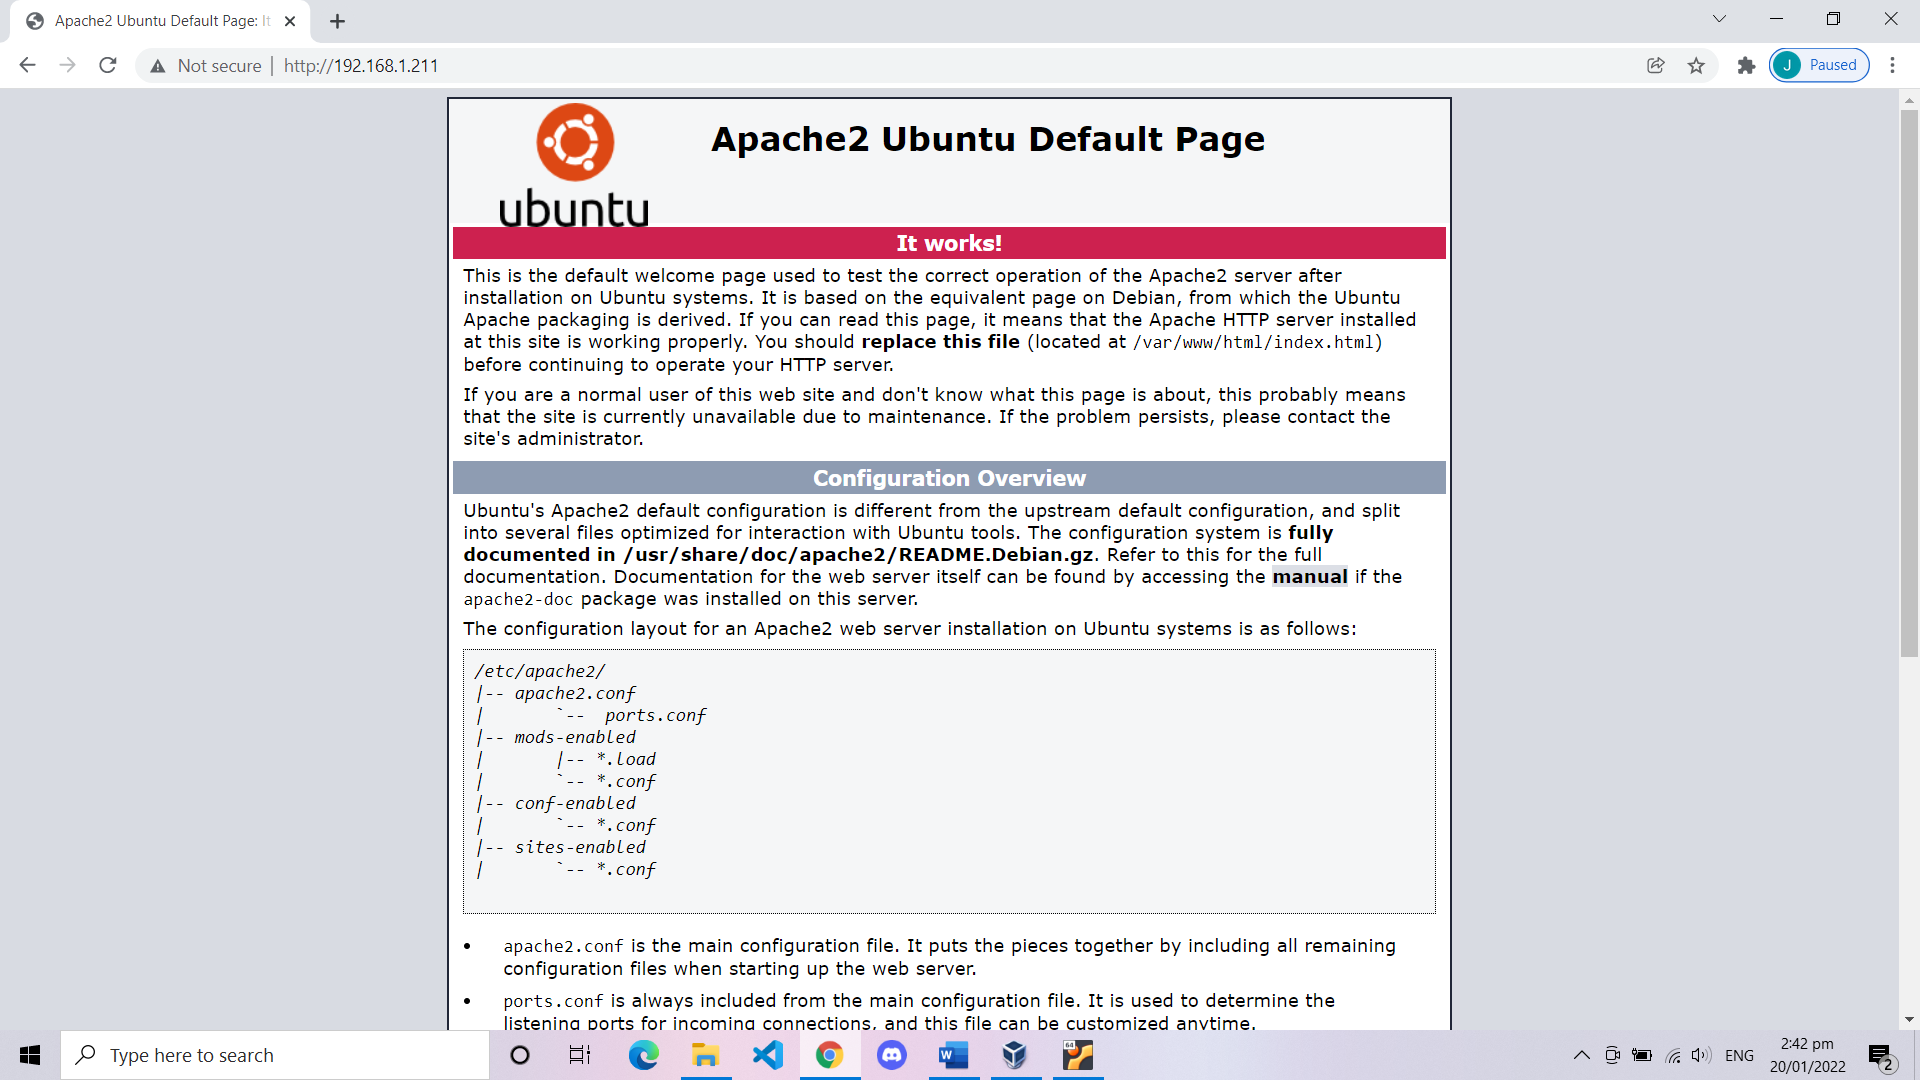 Apache2 Ubuntu Default Page: It
Not secure | http://192.168.1.211
J Paused
ubuntu
Apache2 Ubuntu Default Page
It works!
This is the default welcome page used to test the correct operation of the Apache2 server after
installation on Ubuntu systems. It is based on the equivalent page on Debian, from which the Ubuntu
Apache packaging is derived. If you can read this page, it means that the Apache HTTP server installed
at this site is working properly. You should replace this file (located at /var/www/html/index.html)
before continuing to operate your HTTP server.
If you are a normal user of this web site and don't know what this page is about, this probably means
that the site is currently unavailable due to maintenance. If the problem persists, please contact the
site's administrator.
Configuration Overview
Ubuntu's Apache2 default configuration is different from the upstream default configuration, and split
into several files optimized for interaction with Ubuntu tools. The configuration system is fully
documented in /usr/share/doc/apache2/README.Debian.gz. Refer to this for the full
documentation. Documentation for the web server itself can be found by accessing the manual if the
apache2-doc package was installed on this server.
The configuration layout for an Apache2 web server installation on Ubuntu systems is as follows:
/etc/apache2/
|-- apache2.conf
|       `--  ports.conf
|-- mods-enabled
|       |-- *.load
|       `-- *.conf
|-- conf-enabled
|       `-- *.conf
|-- sites-enabled
|       `-- *.conf
• apache2.conf is the main configuration file. It puts the pieces together by including all remaining
configuration files when starting up the web server.
• ports.conf is always included from the main configuration file. It is used to determine the
listening ports for incoming connections, and this file can be customized anytime.
Type here to search
64
ENG
2:42 pm
20/01/2022
2